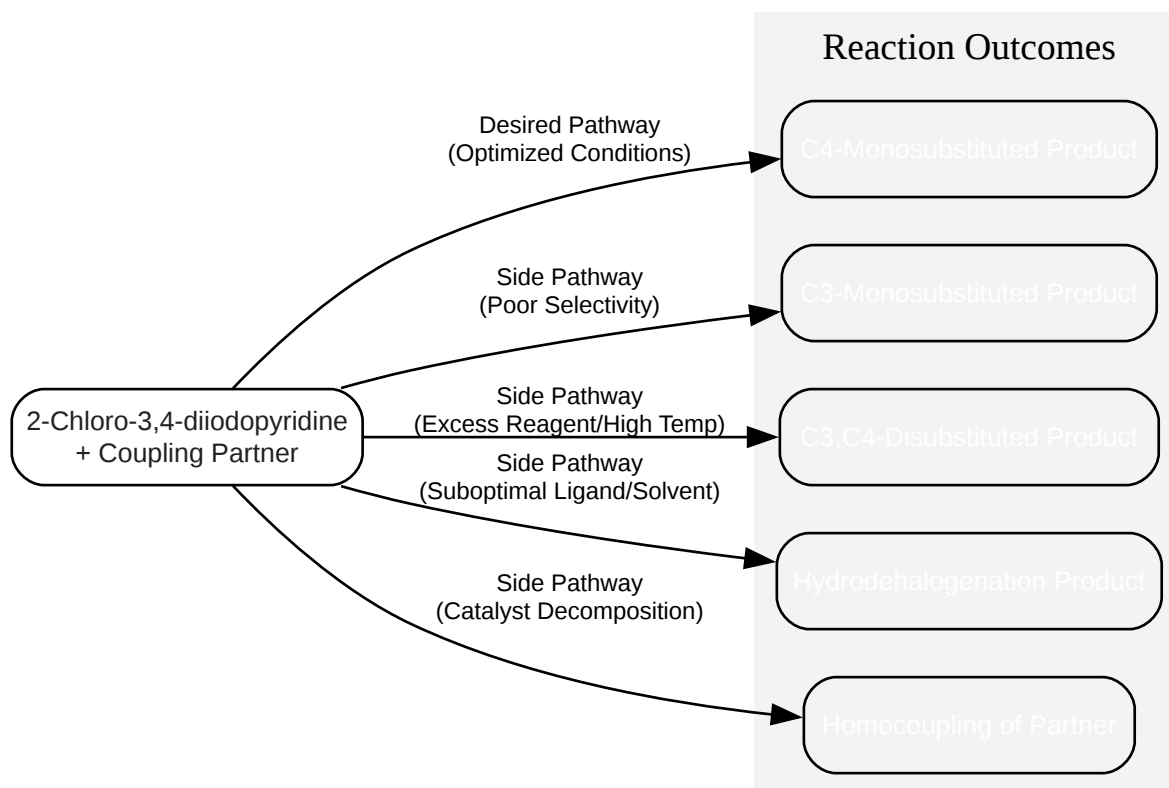 Reaction Outcomes
Desired Pathway
(Optimized Conditions)
C4-Monosubstituted Product
Side Pathway
(Poor Selectivity)
C3-Monosubstituted Product
2-Chloro-3,4-diiodopyridine
+ Coupling Partner
Side Pathway
(Excess Reagent/High Temp)
C3,C4-Disubstituted Product
Side Pathway
(Suboptimal Ligand/Solvent)
Hydrodehalogenation Product
Side Pathway
(Catalyst Decomposition)
Homocoupling of Partner